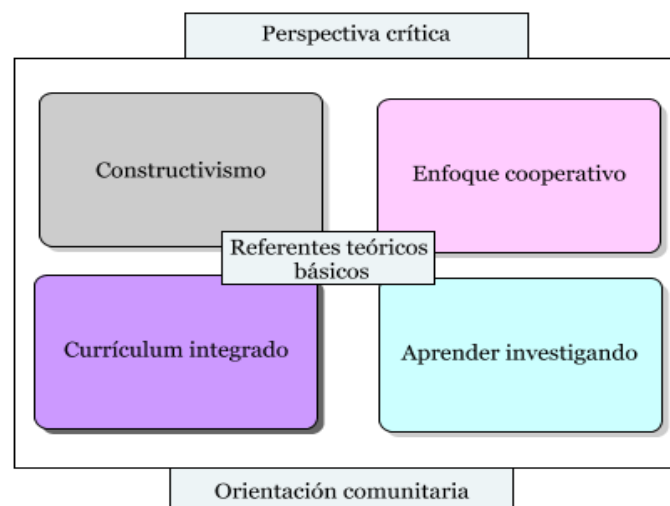 Perspectiva crítica
Constructivismo
Enfoque cooperativo
Referentes teóricos
básicos
Currículum integrado
Aprender investigando
Orientación comunitaria